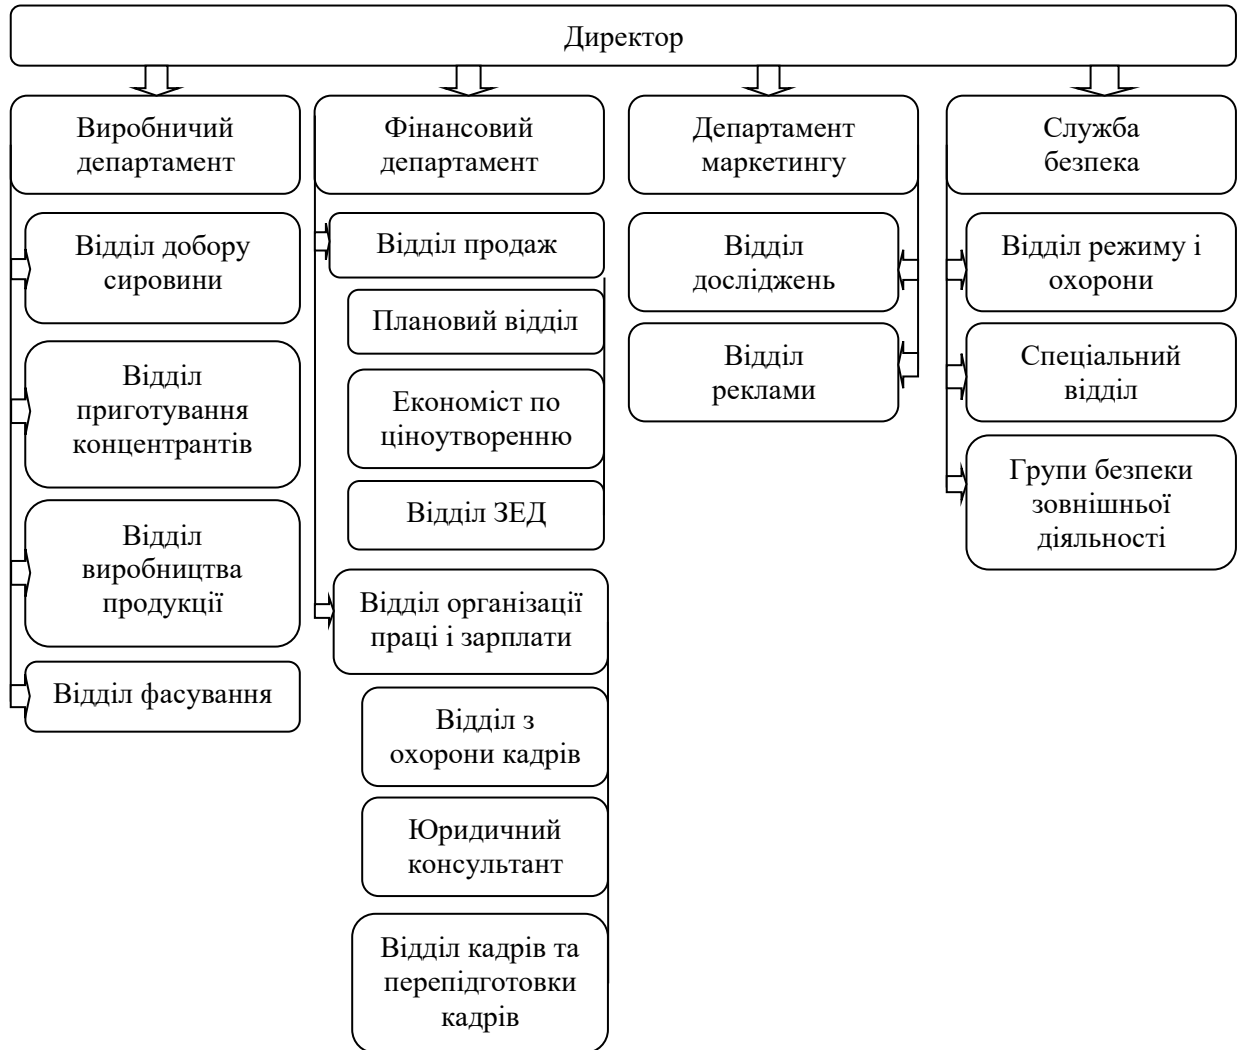 Директор
Виробничий
департамент
Відділ добору
сировини
Відділ
приготування
концентрантів
Відділ
виробництва
продукції
Відділ фасування
Фінансовий
департамент
Відділ продаж
Плановий відділ
Економіст по
ціноутворенню
Відділ ЗЕД
Відділ організації
праці і зарплати
Відділ з
охорони кадрів
Юридичний
консультант
Відділ кадрів та
перепідготовки
кадрів
Департамент
маркетингу
Відділ
досліджень
Відділ
реклами
Служба
безпека
Відділ режиму і
охорони
Спеціальний
відділ
Групи безпеки
зовнішньої
діяльності